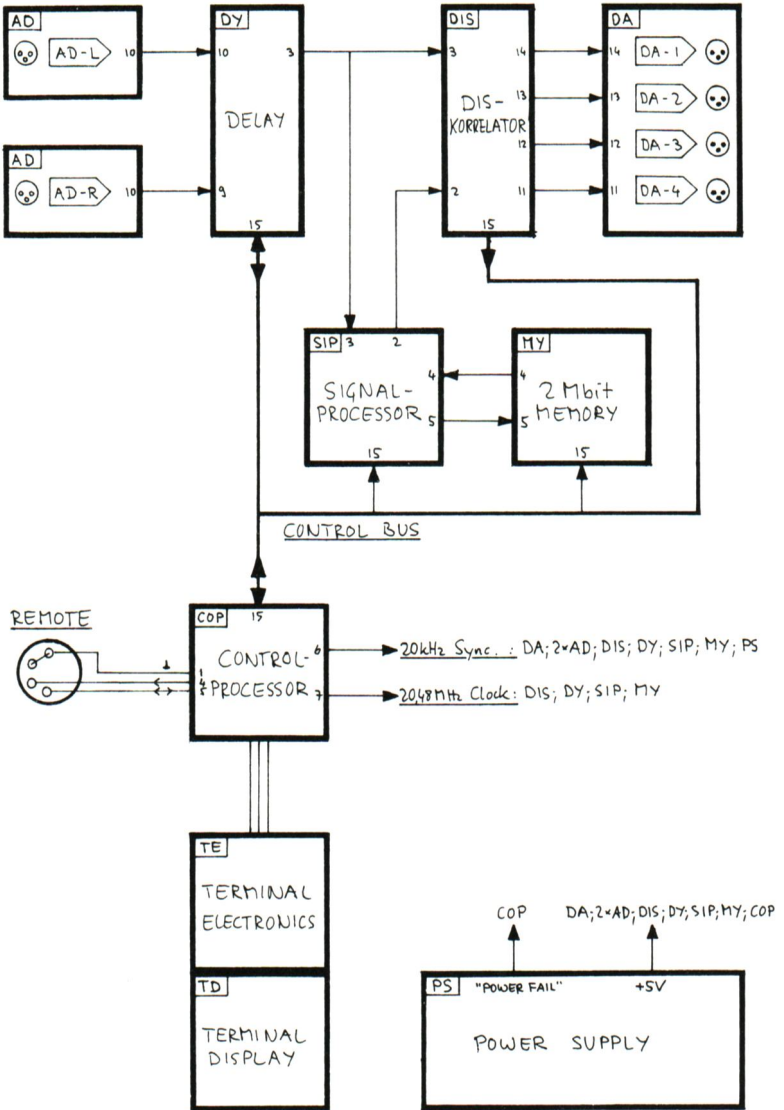 AD
AD-L 10
AD
AD-R 10
DY
10 3
DELAY
9
15
DIS
3 14
DIS-
KORRELATOR
13
12
2 11
15
DA
14 DA-1
13 DA-2
12 DA-3
11 DA-4
SIP 3 2
SIGNAL-
PROCESSOR
4
5
15
MY
4
2 Mbit
MEMORY
5
15
CONTROL BUS
REMOTE
COP 15
CONTROL-
PROCESSOR
1
4
6
7
20kHz Sync.: DA; 2×AD; DIS; DY; SIP; MY; PS
20,48MHz Clock: DIS; DY; SIP; MY
TE
TERMINAL
ELECTRONICS
TD
TERMINAL
DISPLAY
COP
DA; 2×AD; DIS; DY; SIP; MY; COP
PS "POWER FAIL" +5V
POWER SUPPLY